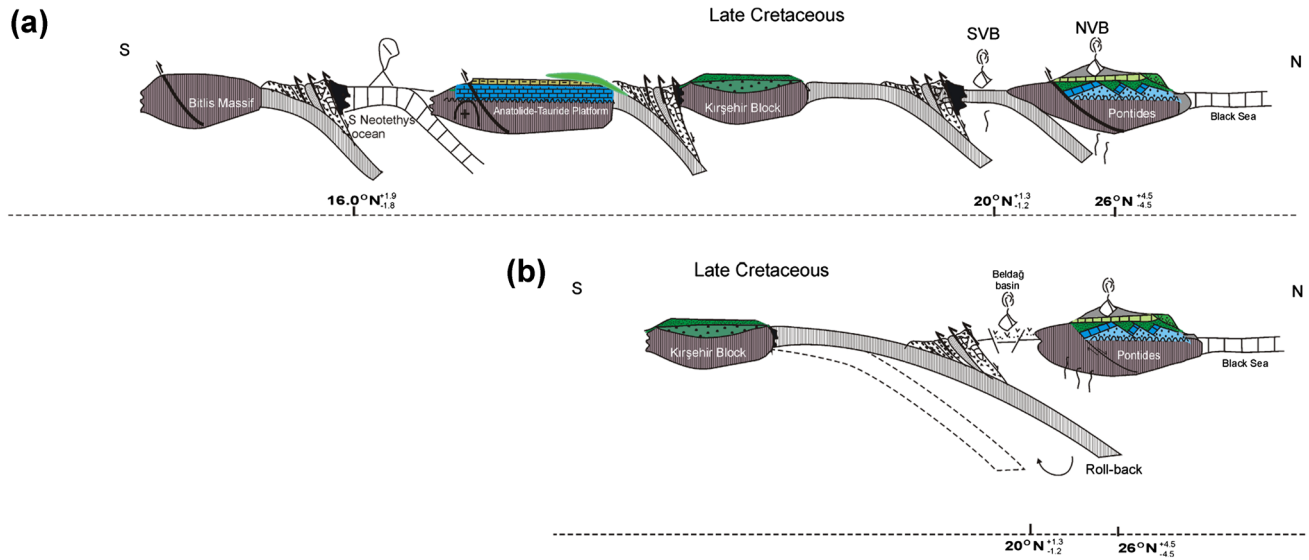 (a)
Late Cretaceous
S
SVB
NVB
N
Bitlis Massif
S Neotethys
ocean
Anatolide-Tauride Platform
Kırşehir Block
Pontides
Black Sea
16.0°N +1.9 -1.8
20°N +1.3 -1.2
26°N +4.5 -4.5
(b)
Late Cretaceous
S
Beldağ
basin
N
Kırşehir Block
Pontides
Black Sea
Roll-back
20°N +1.3 -1.2
26°N +4.5 -4.5